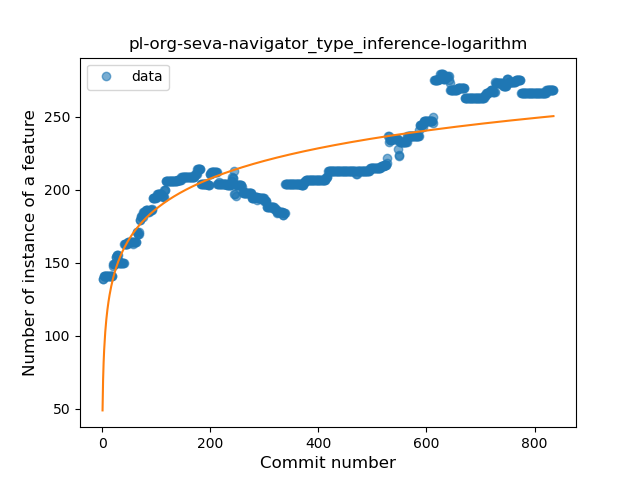 pl-org-seva-navigator_type_inference-logarithm
data
Number of instance of a feature
250
200
150
100
50
0 200 400 600 800
Commit number